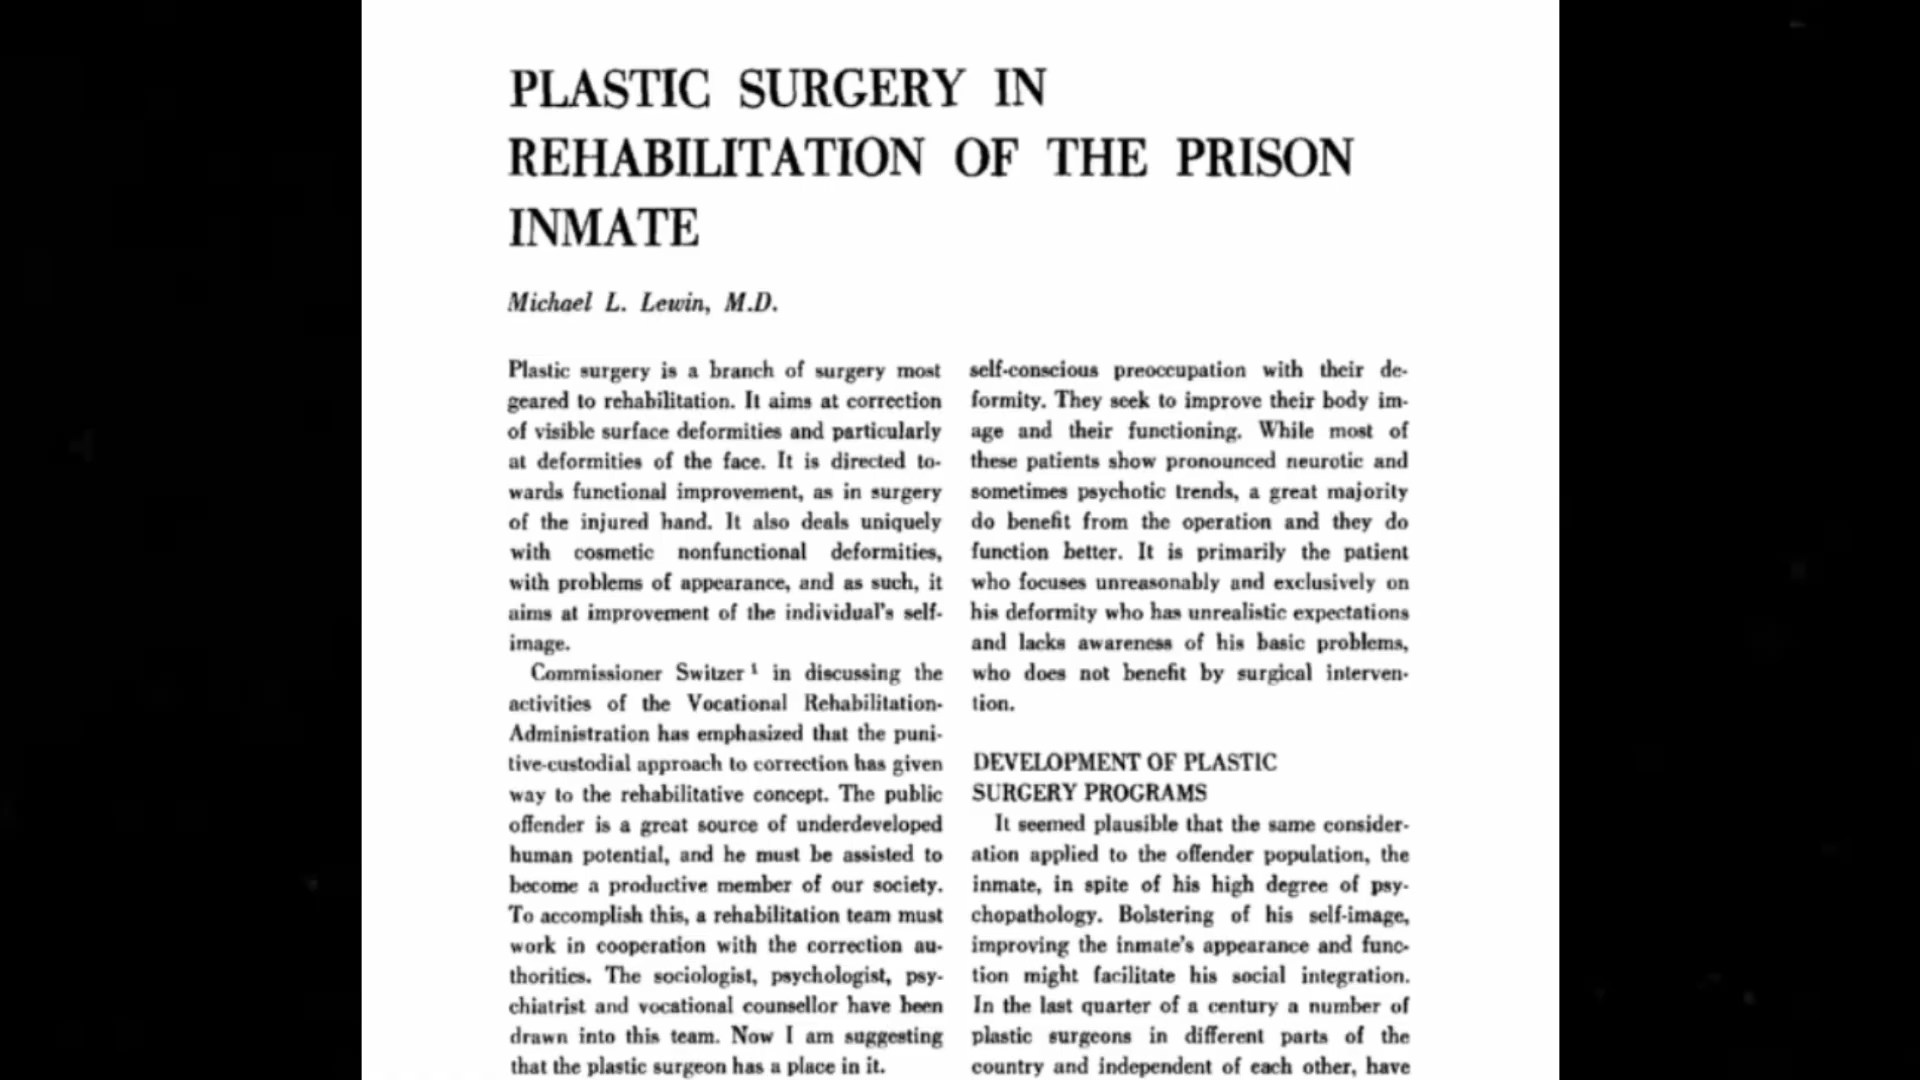 PLASTIC SURGERY IN
REHABILITATION OF THE PRISON
INMATE
Michael L. Lewin, M.D.
Plastic surgery is a branch of surgery most
geared to rehabilitation. It aims at correction
of visible surface deformities and particularly
at deformities of the face. It is directed to-
wards functional improvement, as in surgery
of the injured hand. It also deals uniquely
with cosmetic nonfunctional deformities,
with problems of appearance, and as such, it
aims at improvement of the individual's self-
image.
Commissioner Switzer¹ in discussing the
activities of the Vocational Rehabilitation-
Administration has emphasized that the puni-
tive-custodial approach to correction has given
way to the rehabilitative concept. The public
offender is a great source of underdeveloped
human potential, and he must be assisted to
become a productive member of our society.
To accomplish this, a rehabilitation team must
work in cooperation with the correction au-
thorities. The sociologist, psychologist, psy-
chiatrist and vocational counsellor have been
drawn into this team. Now I am suggesting
that the plastic surgeon has a place in it.
self-conscious preoccupation with their de-
formity. They seek to improve their body im-
age and their functioning. While most of
these patients show pronounced neurotic and
sometimes psychotic trends, a great majority
do benefit from the operation and they do
function better. It is primarily the patient
who focuses unreasonably and exclusively on
his deformity who has unrealistic expectations
and lacks awareness of his basic problems,
who does not benefit by surgical interven-
tion.
DEVELOPMENT OF PLASTIC
SURGERY PROGRAMS
It seemed plausible that the same consider-
ation applied to the offender population, the
inmate, in spite of his high degree of psy-
chopathology. Bolstering of his self-image,
improving the inmate's appearance and func-
tion might facilitate his social integration.
In the last quarter of a century a number of
plastic surgeons in different parts of the
country and independent of each other, have